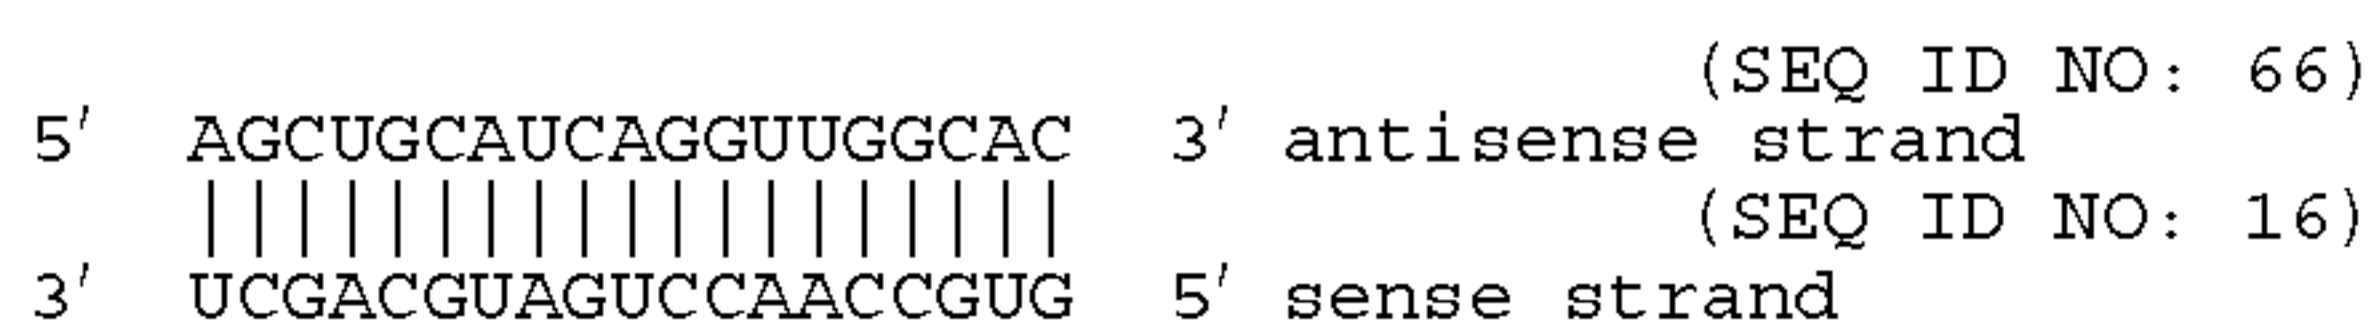 (SEQ ID NO: 66)
5′ AGCUGCAUCAGGUUGGCAC 3′ antisense strand
||||||||||||||||||| (SEQ ID NO: 16)
3′ UCGACGUAGUCCAACCGUG 5′ sense strand